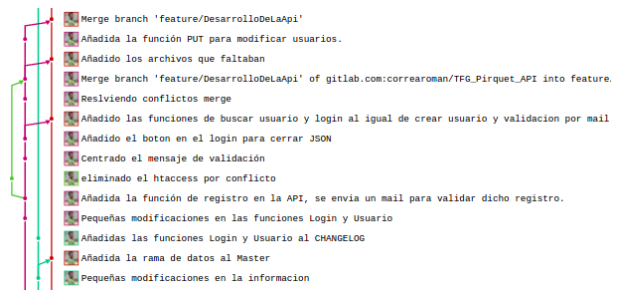 Merge branch 'feature/DesarrolloDeLaApi'
Añadida la función PUT para modificar usuarios.
Añadido los archivos que faltaban
Merge branch 'feature/DesarrolloDeLaApi' of gitlab.com:correaroman/TFG_Pirquet_API into feature.
Reslviendo conflictos merge
Añadido las funciones de buscar usuario y login al igual de crear usuario y validacion por mail
Añadido el boton en el login para cerrar JSON
Centrado el mensaje de validación
eliminado el htaccess por conflicto
Añadida la función de registro en la API, se envia un mail para validar dicho registro.
Pequeñas modificaciones en las funciones Login y Usuario
Añadidas las funciones Login y Usuario al CHANGELOG
Añadida la rama de datos al Master
Pequeñas modificaciones en la informacion